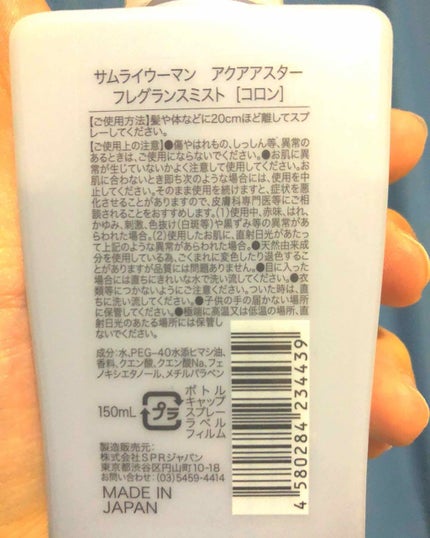 サムライウーマン アクアアスター
フレグランスミスト [コロン]
【ご使用方法】髪や体などに20cmほど離してスプ
レーしてください。
【ご使用上の注意】●傷やはれもの、しっしん等、異常の
あるときは、ご使用にならないでください。●お肌に異
常が生じていないかよく注意して使用してください。お
肌に合わないとき即ち次のような場合には、使用を中
止してください。そのまま使用を続けますと、症状を悪
化させることがありますので、皮膚科専門医等にご相
談されることをおすすめします。(1)使用中、赤味、はれ、
かゆみ、刺激、色抜け(白斑等)や黒ずみ等の異常があ
らわれた場合。(2)使用したお肌に、直射日光があたっ
て上記のような異常があらわれた場合。●天然由来成
分を使用している為、ごくまれに変色したり退色するこ
とがありますが品質には問題ありません。●目に入った
場合には直ちにきれいな水で洗い流してください。●衣
類等につかないようにご注意ください。ついた時は、直
ちに洗い流してください。●子供の手の届かない場所
に保管してください。●極端に高温又は低温の場所、直
射日光のあたる場所には保管し
ないでください。
成分:水、PEG-40水添ヒマシ油、
香料、クエン酸、クエン酸Na、フェ
ノキシエタノール、メチルパラベン
150mL
プラ
ボトル
キャップ
スプレー
ラベル
フィルム
製造販売元:
株式会社SPRジャパン
東京都渋谷区円山町10-18
お問い合わせ:(03)5459-4414
MADE IN
JAPAN
4 580284 234439